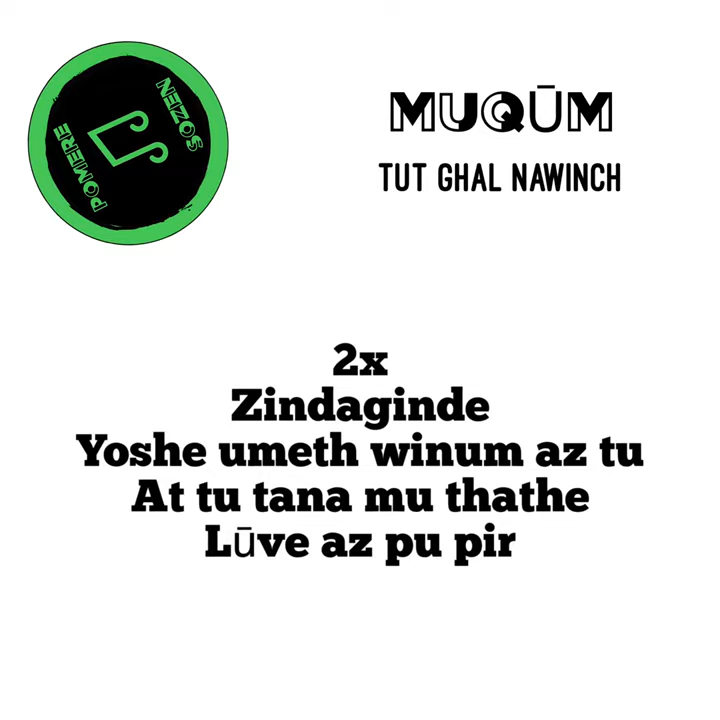 POMIERE
SOZEN
MUQŪM
TUT GHAL NAWINCH
2x
Zindaginde
Yoshe umeth winum az tu
At tu tana mu thathe
Lūve az pu pir